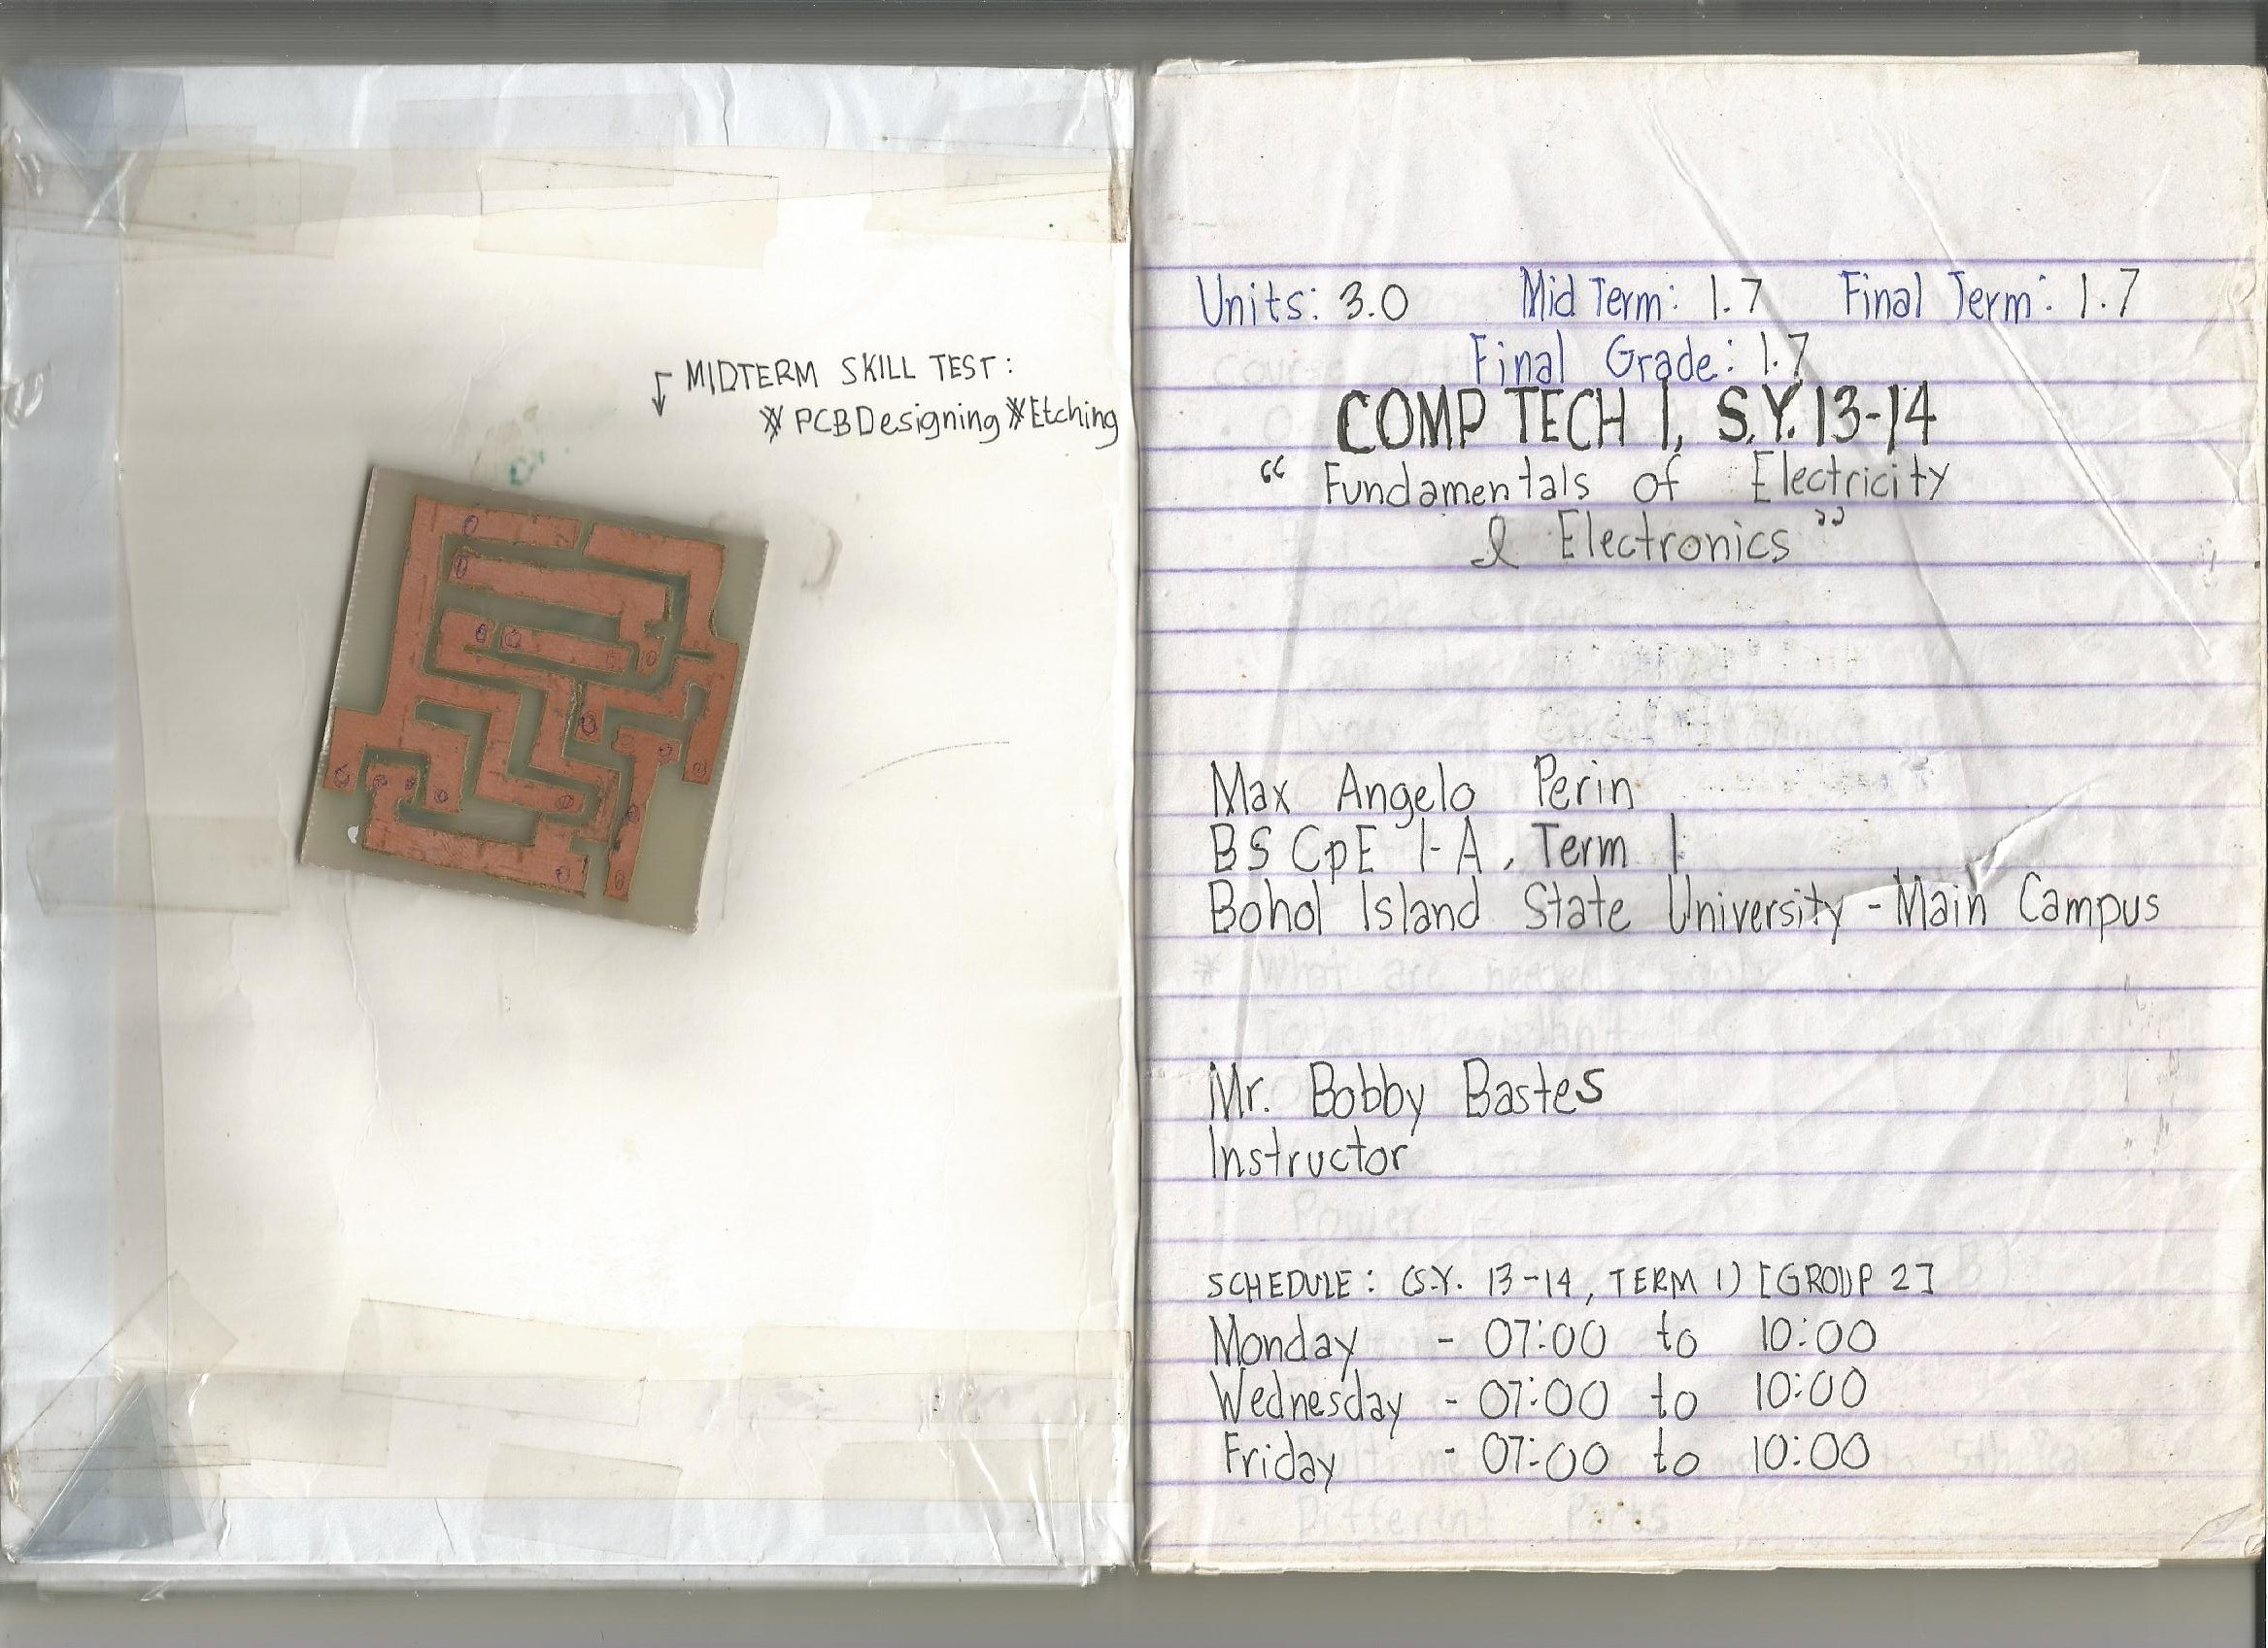 MIDTERM SKILL TEST:
* PCB Designing * Etching
Units: 3.0 Mid Term: 1.7 Final Term: 1.7
Final Grade: 1.7
COMP TECH 1, S.Y. 13-14
“ Fundamentals of Electricity
& Electronics ”
Max Angelo Perin
BS CpE 1-A, Term 1
Bohol Island State University - Main Campus
Mr. Bobby Bastes
Instructor
SCHEDULE: (S.Y. 13-14, TERM 1) [GROUP 2]
Monday - 07:00 to 10:00
Wednesday - 07:00 to 10:00
Friday - 07:00 to 10:00